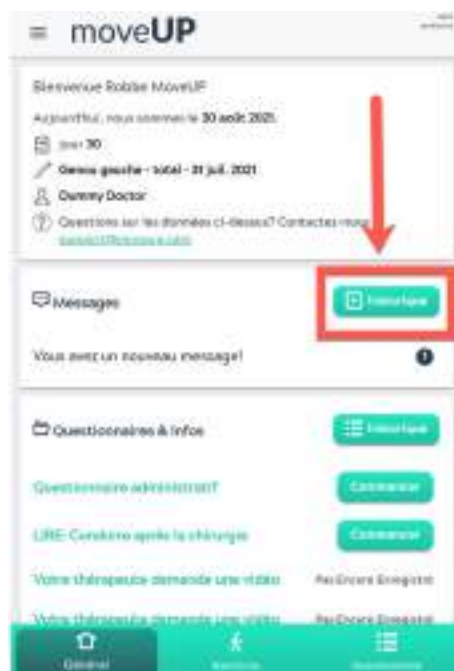 moveUP
Bienvenue Robbe MoveUP
Aujourd'hui, nous sommes le 30 août 2021.
Jour 30
Genou gauche - total - 31 juil. 2021
Dummy Doctor
Questions sur les données ci-dessus? Contactez-nous
Messages
Historique
Vous avez un nouveau message!
Questionnaires & Infos
Historique
Questionnaire administratif
Commencer
LIRE: Conduire après la chirurgie
Commencer
Votre thérapeute demande une vidéo
Pas Encore Enregistré
Votre thérapeute demande une vidéo
Pas Encore Enregistré
Général